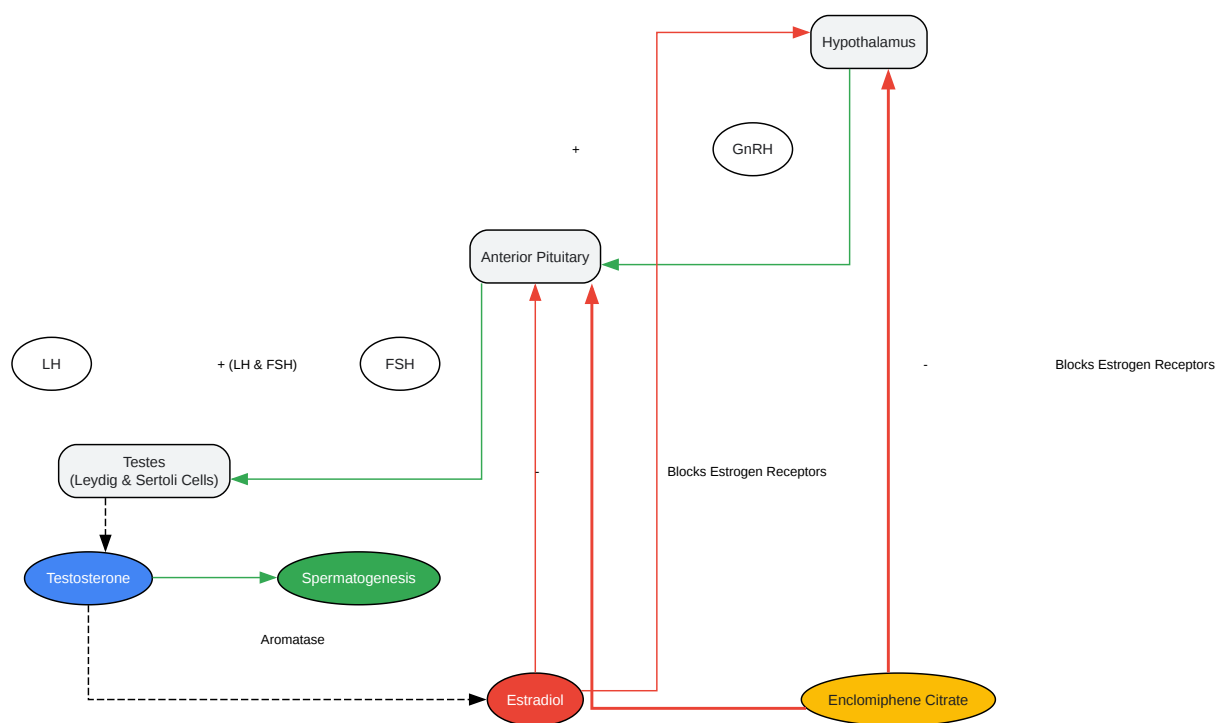 Hypothalamus
+
GnRH
Anterior Pituitary
LH
+ (LH & FSH)
FSH
-
Blocks Estrogen Receptors
Testes
(Leydig & Sertoli Cells)
-
Blocks Estrogen Receptors
Testosterone
Spermatogenesis
Aromatase
Estradiol
Enclomiphene Citrate